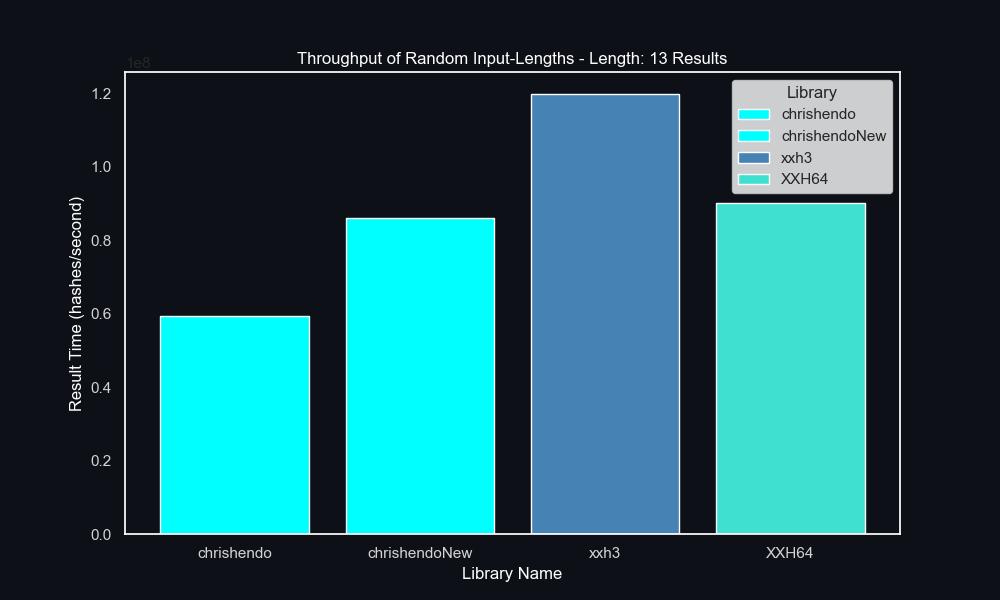 Throughput of Random Input-Lengths - Length: 13 Results
1e8
1.2
1.0
0.8
0.6
0.4
0.2
0.0
Result Time (hashes/second)
Library
chrishendo
chrishendoNew
xxh3
XXH64
chrishendo
chrishendoNew
xxh3
XXH64
Library Name